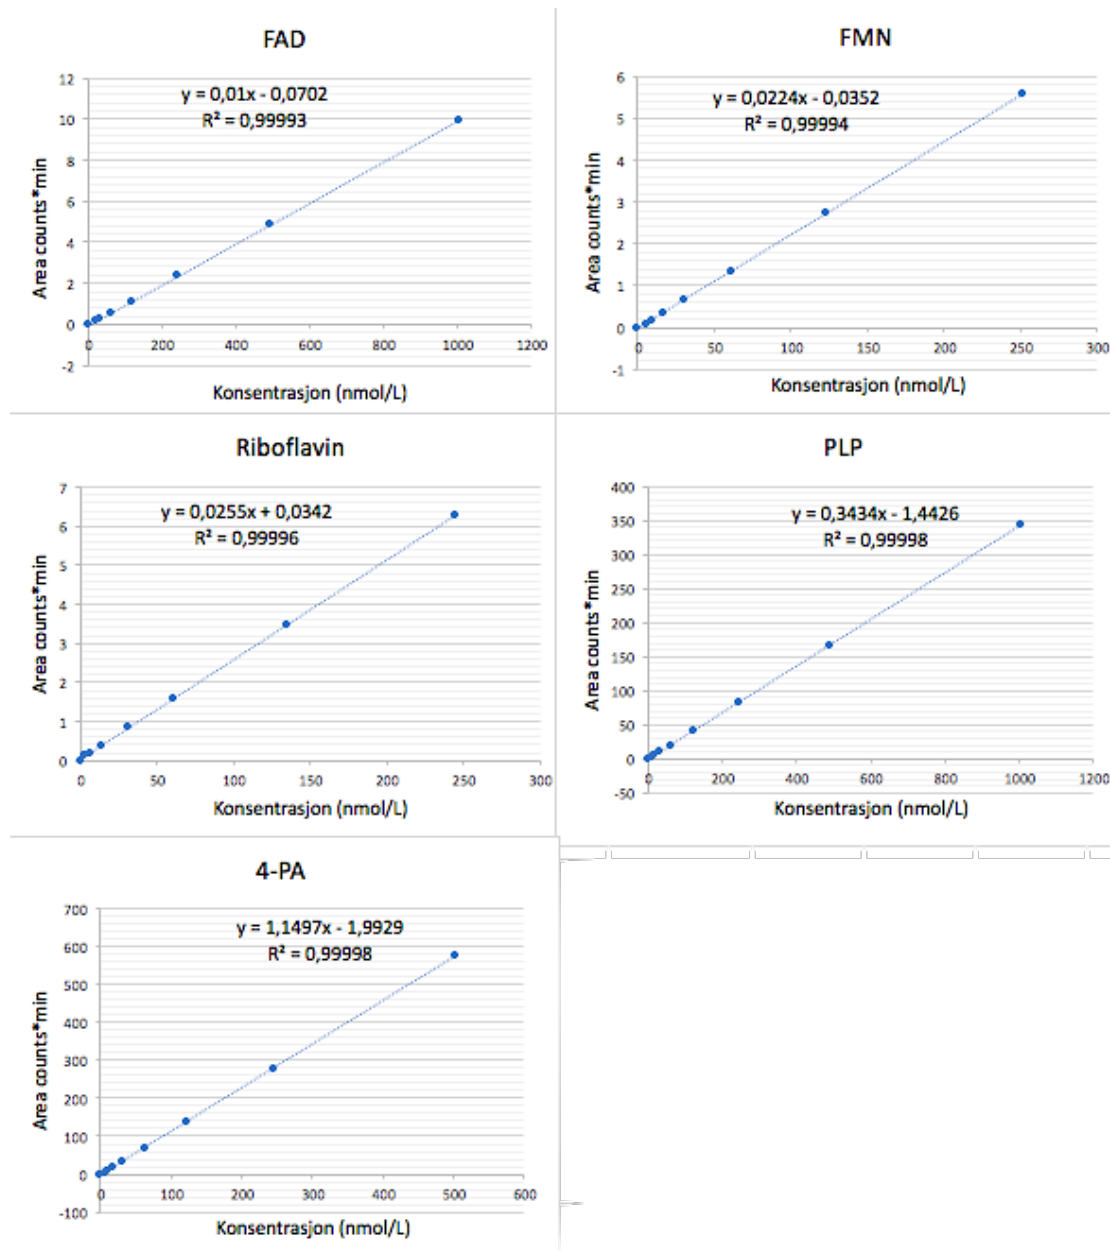 FAD
y = 0,01x - 0,0702
R² = 0,99993
12
10
8
6
4
2
0
-2
0 200 400 600 800 1000 1200
Area counts*min
Konsentrasjon (nmol/L)
FMN
y = 0,0224x - 0,0352
R² = 0,99994
6
5
4
3
2
1
0
-1
0 50 100 150 200 250 300
Area counts*min
Konsentrasjon (nmol/L)
Riboflavin
y = 0,0255x + 0,0342
R² = 0,99996
7
6
5
4
3
2
1
0
0 50 100 150 200 250 300
Area counts*min
Konsentrasjon (nmol/L)
PLP
y = 0,3434x - 1,4426
R² = 0,99998
400
350
300
250
200
150
100
50
0
-50
0 200 400 600 800 1000 1200
Area counts*min
Konsentrasjon (nmol/L)
4-PA
y = 1,1497x - 1,9929
R² = 0,99998
700
600
500
400
300
200
100
0
-100
0 100 200 300 400 500 600
Area counts*min
Konsentrasjon (nmol/L)